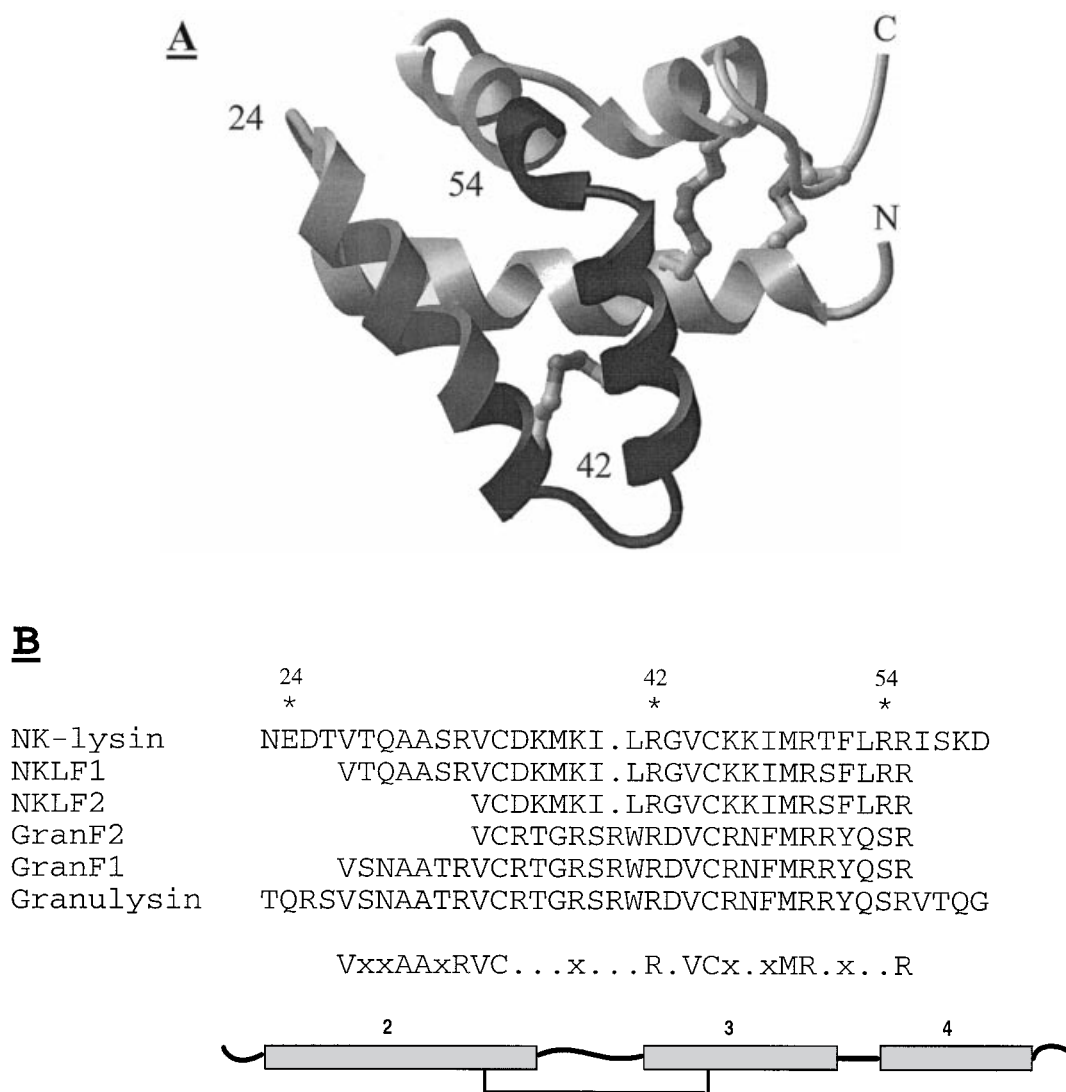 A
C
24
54
N
42
B
24 42 54
* * *
NK-lysin NEDTVTQAASRVCDKMKI.LRGVCKKIMRTFLRRISKD
NKLF1 VTQAASRVCDKMKI.LRGVCKKIMRSFLRR
NKLF2 VCDKMKI.LRGVCKKIMRSFLRR
GranF2 VCRTGRSRWRDVCRNFMRRYQSR
GranF1 VSNAATRVCRTGRSRWRDVCRNFMRRYQSR
Granulysin TQRSVSNAATRVCRTGRSRWRDVCRNFMRRYQSRVTQG
VxxAAxRVC...x...R.VCx.xMR.x..R
2 3 4